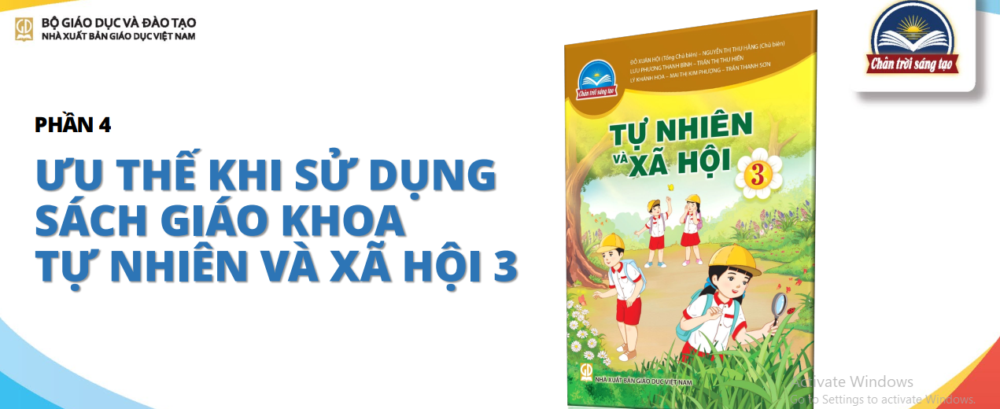 BỘ GIÁO DỤC VÀ ĐÀO TẠO
NHÀ XUẤT BẢN GIÁO DỤC VIỆT NAM
Chân trời sáng tạo
PHẦN 4
ƯU THẾ KHI SỬ DỤNG
SÁCH GIÁO KHOA
TỰ NHIÊN VÀ XÃ HỘI 3
ĐỖ XUÂN HỘI (Tổng Chủ biên) – NGUYỄN THỊ THU HẰNG (Chủ biên)
LƯU PHƯƠNG THANH BÌNH – TRẦN THỊ THU HIỀN
LÝ KHÁNH HOA – MAI THỊ KIM PHƯỢNG – TRẦN THANH SƠN
Chân trời sáng tạo
TỰ NHIÊN
VÀ XÃ HỘI
3
NHÀ XUẤT BẢN GIÁO DỤC VIỆT NAM
Activate Windows
Go to Settings to activate Windows.